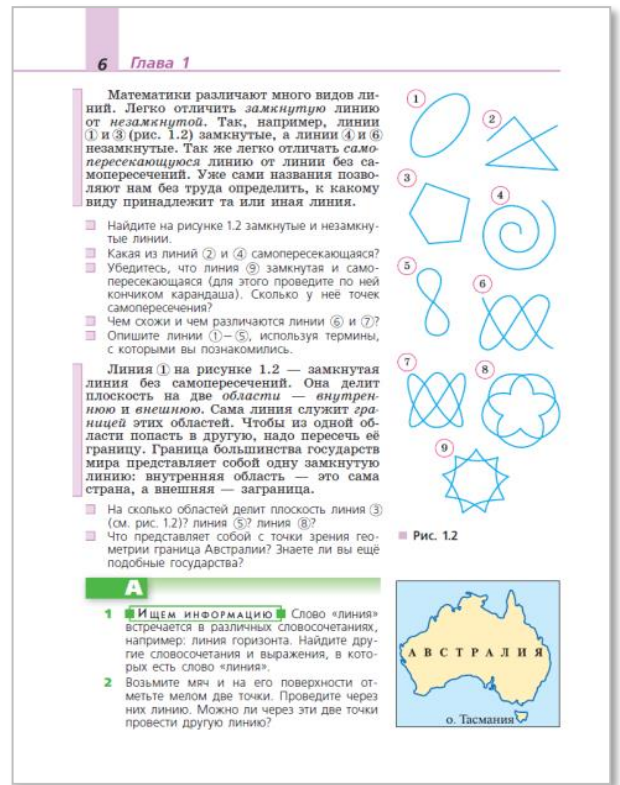 6 Глава 1
Математики различают много видов ли-
ний. Легко отличить замкнутую линию
от незамкнутой. Так, например, линии
① и ③ (рис. 1.2) замкнутые, а линии ④ и ⑥
незамкнутые. Так же легко отличать само-
пересекающуюся линию от линии без са-
мопересечений. Уже сами названия позво-
ляют нам без труда определить, к какому
виду принадлежит та или иная линия.
Найдите на рисунке 1.2 замкнутые и незамкну-
тые линии.
Какая из линий ② и ④ самопересекающаяся?
Убедитесь, что линия ⑨ замкнутая и само-
пересекающаяся (для этого проведите по ней
кончиком карандаша). Сколько у неё точек
самопересечения?
Чем схожи и чем различаются линии ⑥ и ⑦?
Опишите линии ①–⑤, используя термины,
с которыми вы познакомились.
Линия ① на рисунке 1.2 — замкнутая
линия без самопересечений. Она делит
плоскость на две области — внутрен-
нюю и внешнюю. Сама линия служит гра-
ницей этих областей. Чтобы из одной об-
ласти попасть в другую, надо пересечь её
границу. Граница большинства государств
мира представляет собой одну замкнутую
линию: внутренняя область — это сама
страна, а внешняя — заграница.
На сколько областей делит плоскость линия ③
(см. рис. 1.2)? линия ⑤? линия ⑧?
Что представляет собой с точки зрения гео-
метрии граница Австралии? Знаете ли вы ещё
подобные государства?
1
2
3
4
5
6
7
8
9
Рис. 1.2
А
1 Ищем информацию Слово «линия»
встречается в различных словосочетаниях,
например: линия горизонта. Найдите дру-
гие словосочетания и выражения, в кото-
рых есть слово «линия».
2 Возьмите мяч и на его поверхности от-
метьте мелом две точки. Проведите через
них линию. Можно ли через эти две точки
провести другую линию?
АВСТРАЛИЯ
о. Тасмания